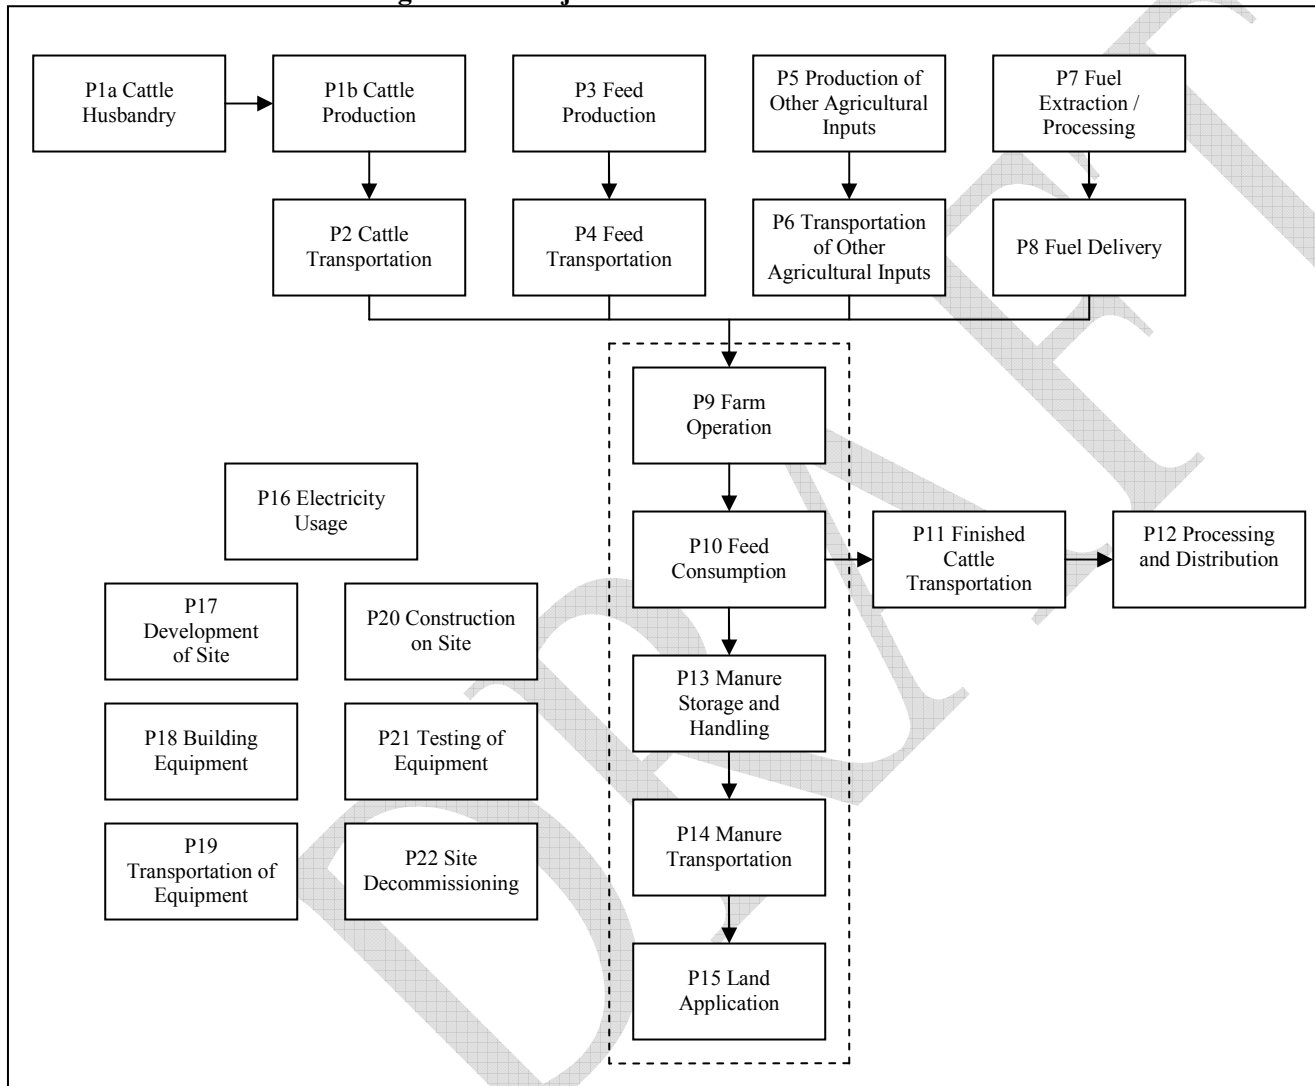 P1a Cattle
Husbandry
P1b Cattle
Production
P3 Feed
Production
P5 Production of
Other Agricultural
Inputs
P7 Fuel
Extraction /
Processing
P2 Cattle
Transportation
P4 Feed
Transportation
P6 Transportation
of Other
Agricultural Inputs
P8 Fuel Delivery
P9 Farm
Operation
P16 Electricity
Usage
P10 Feed
Consumption
P11 Finished
Cattle
Transportation
P12 Processing
and Distribution
P17
Development
of Site
P20 Construction
on Site
P13 Manure
Storage and
Handling
P18 Building
Equipment
P21 Testing of
Equipment
P14 Manure
Transportation
P19
Transportation of
Equipment
P22 Site
Decommissioning
P15 Land
Application
DRAFT